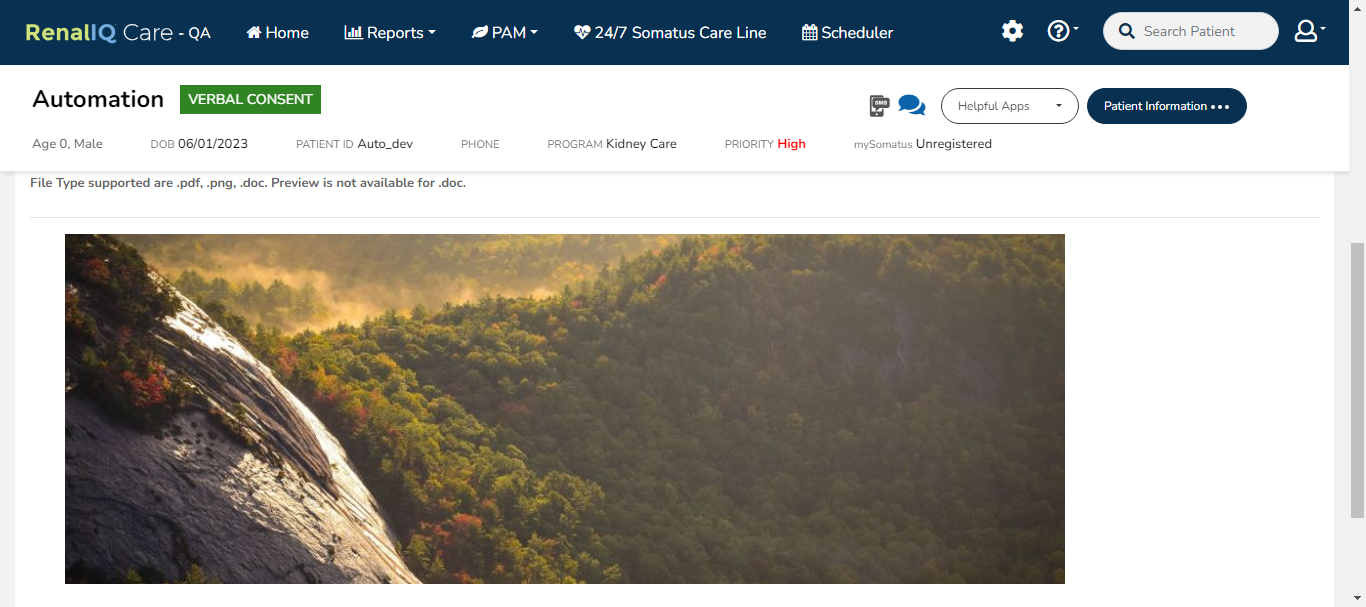 RenalIQ Care - QA Home Reports PAM 24/7 Somatus Care Line Scheduler Search Patient
Automation VERBAL CONSENT SMS Helpful Apps Patient Information •••
Age 0, Male DOB 06/01/2023 PATIENT ID Auto_dev PHONE PROGRAM Kidney Care PRIORITY High mySomatus Unregistered
File Type supported are .pdf, .png, .doc. Preview is not available for .doc.